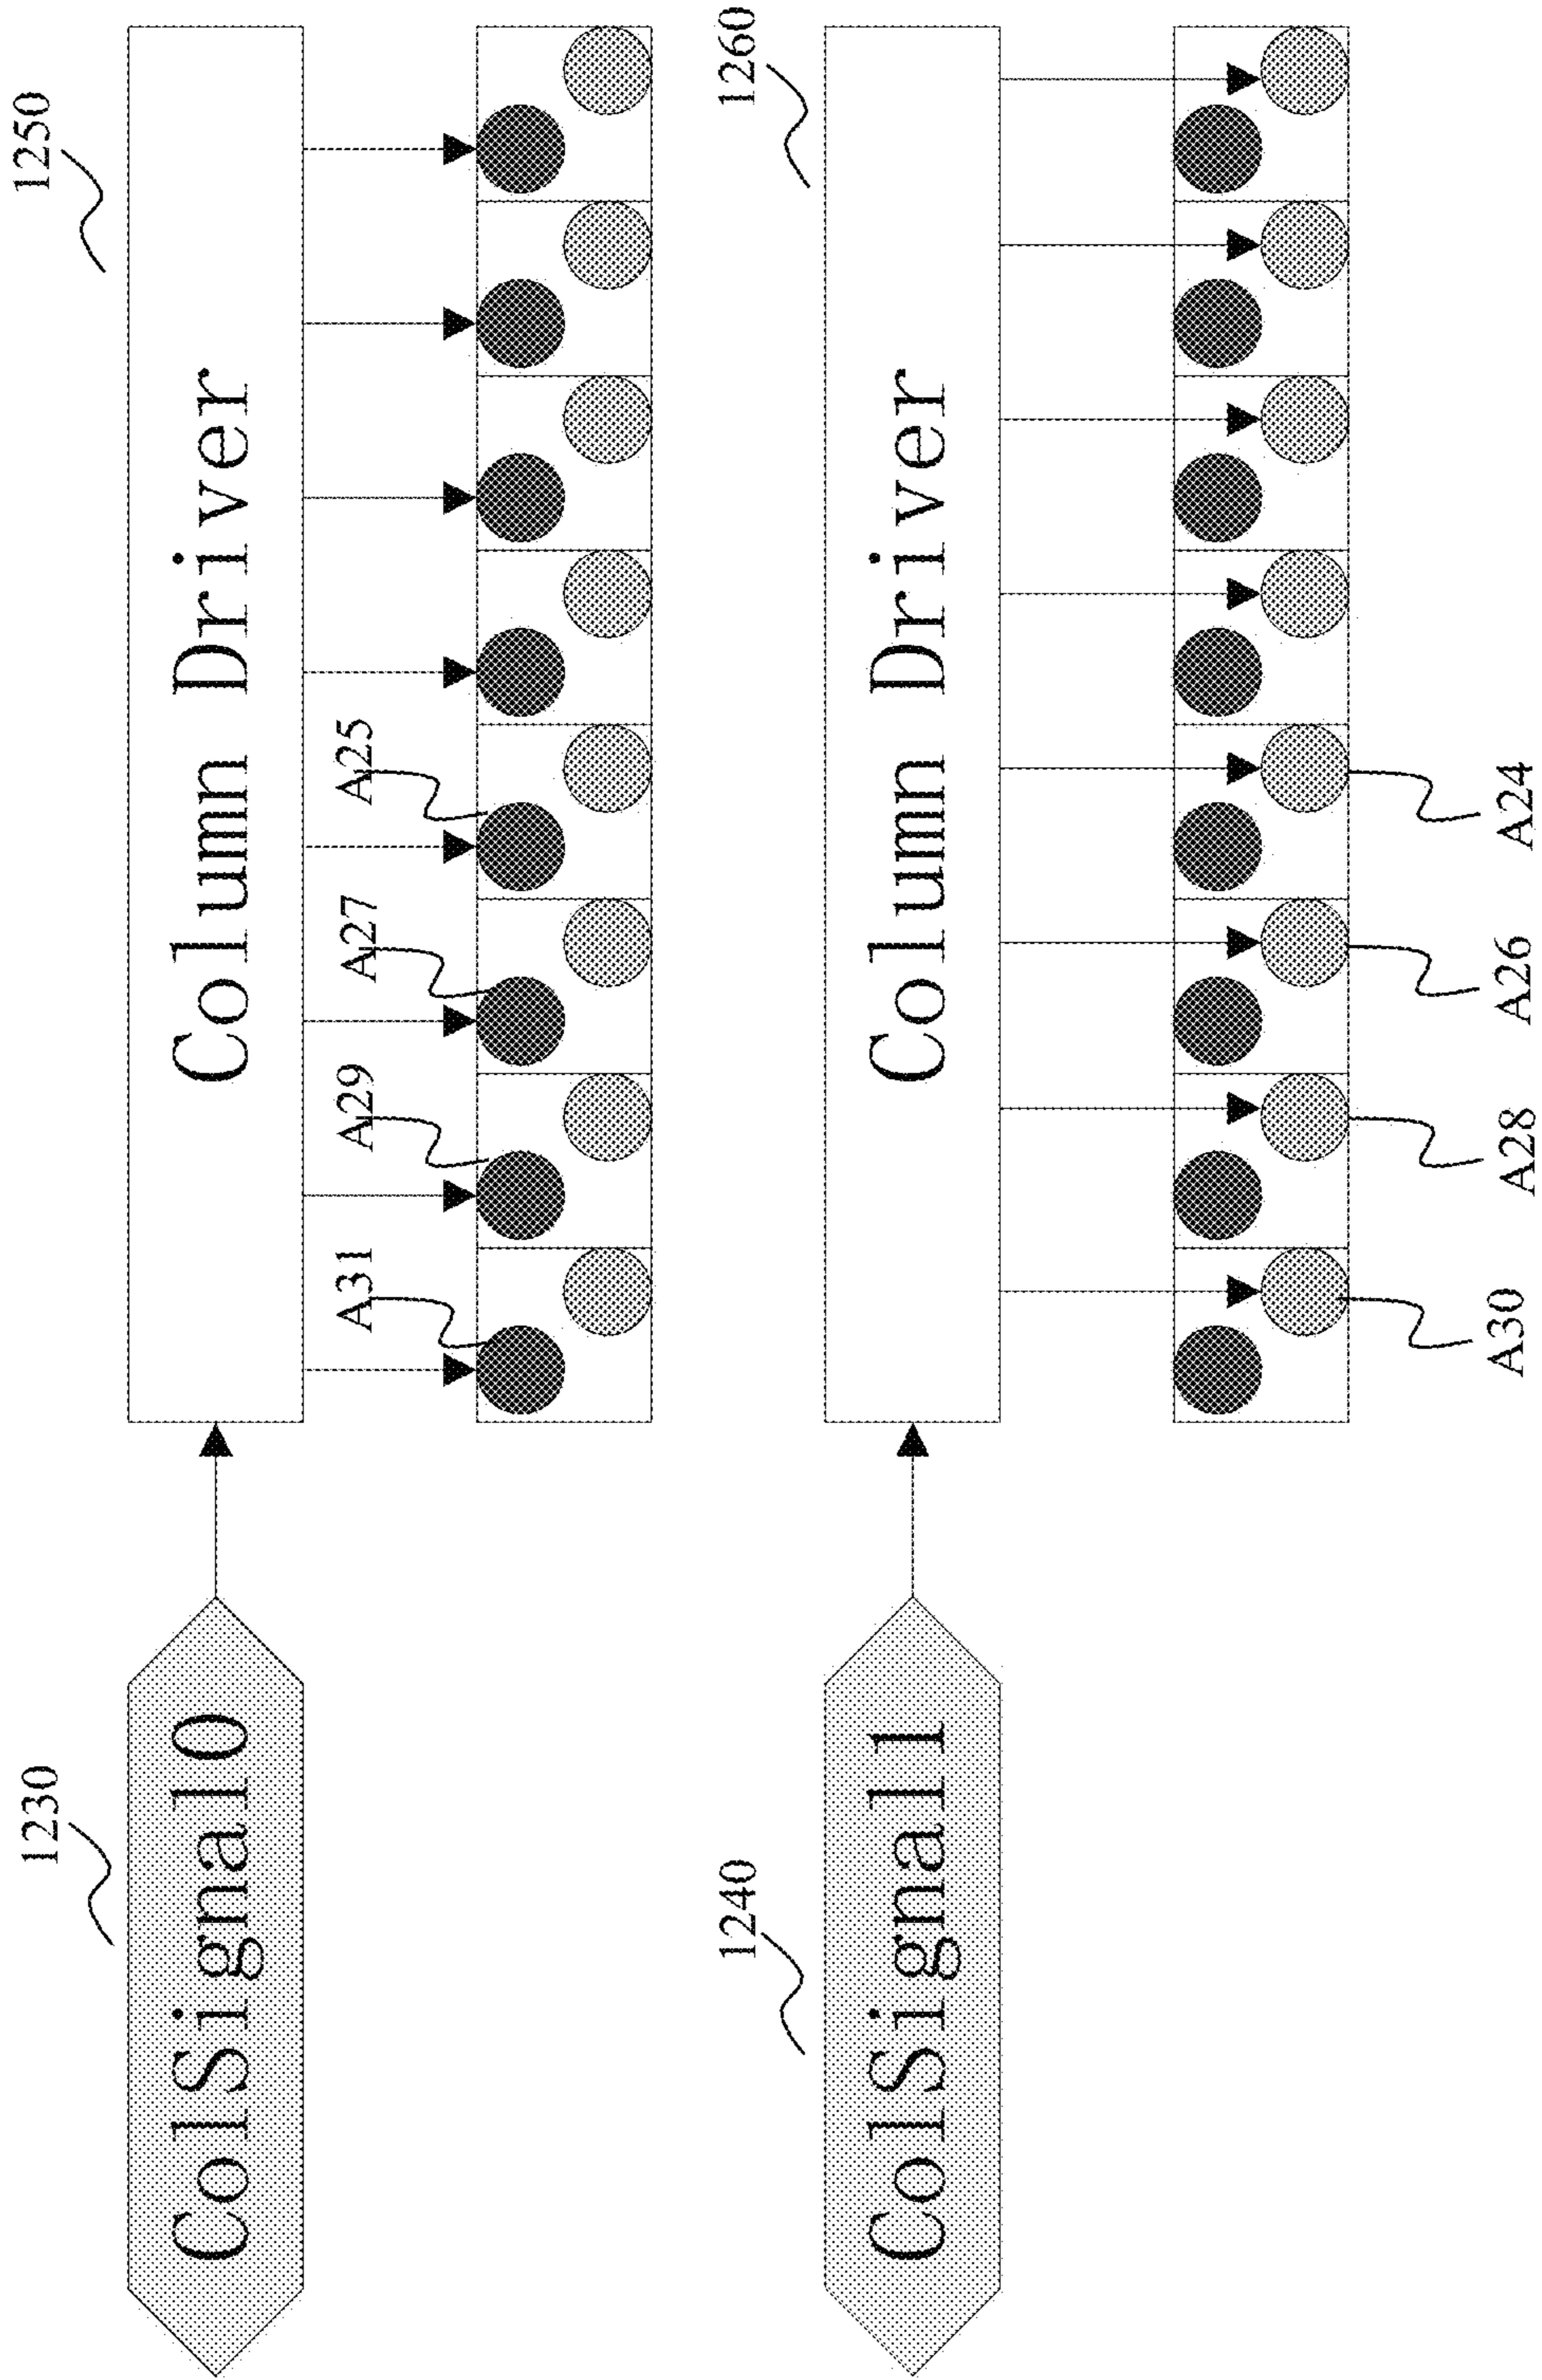 1230
1250
ColSignal0
Column Driver
A31
A29
A27
A25
1240
1260
ColSignal1
Column Driver
A30
A28
A26
A24